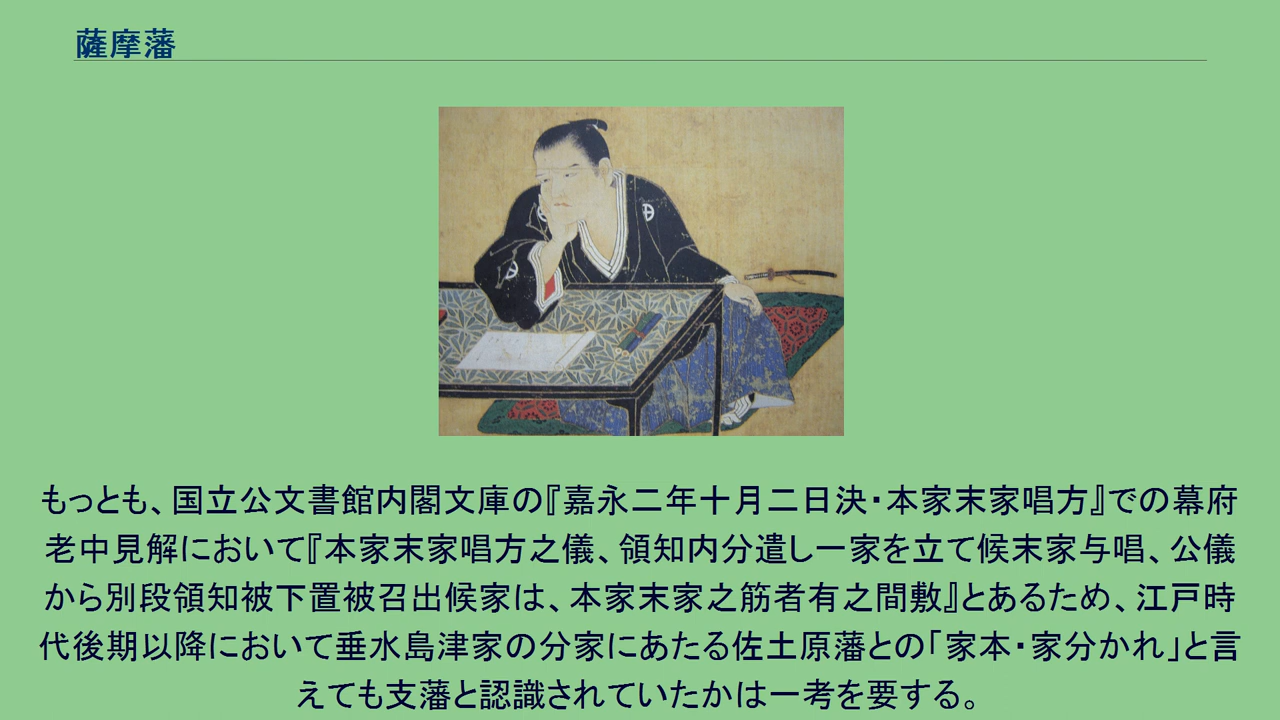 薩摩藩
もっとも、国立公文書館内閣文庫の『嘉永二年十月二日決・本家末家唱方』での幕府
老中見解において『本家末家唱方之儀、領知内分遣し一家を立て候末家与唱、公儀
から別段領知被下置被召出候家は、本家末家之筋者有之間敷』とあるため、江戸時
代後期以降において垂水島津家の分家にあたる佐土原藩との「家本・家分かれ」と言
えても支藩と認識されていたかは一考を要する。